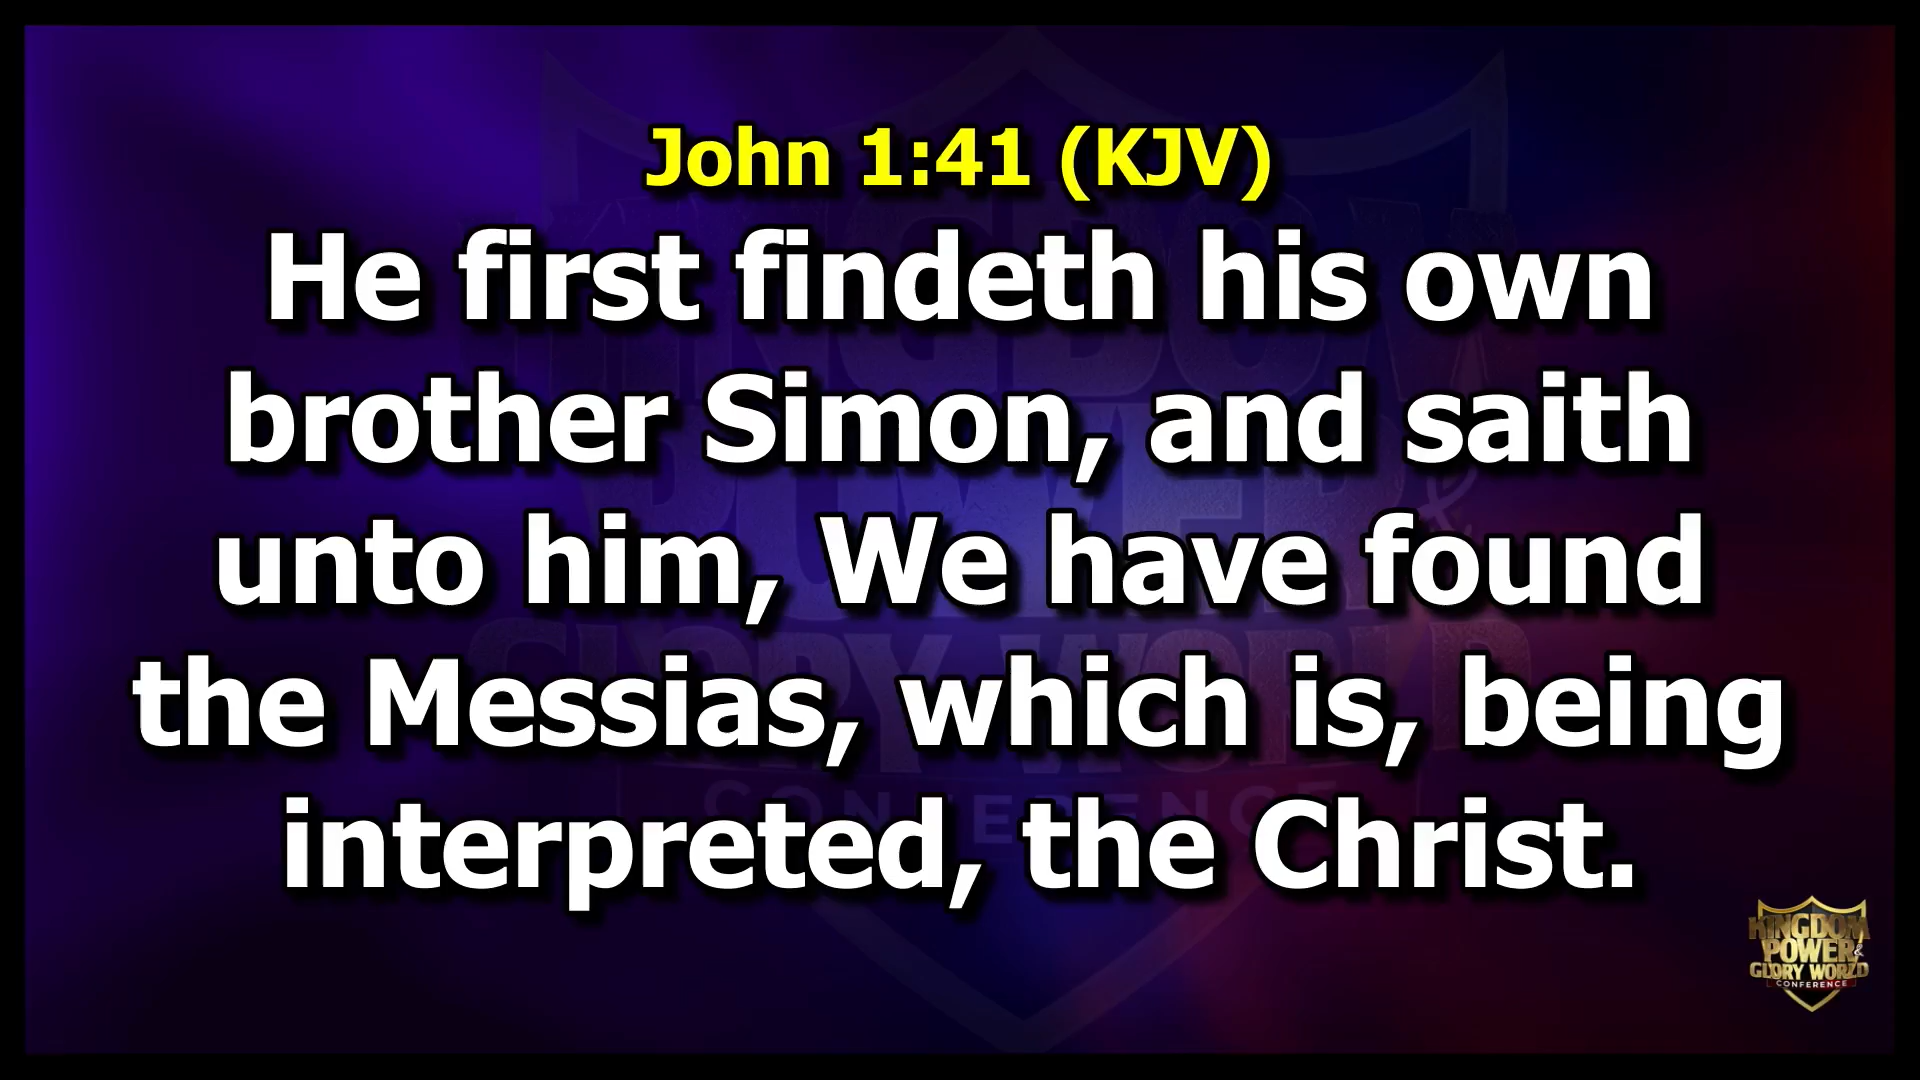 John 1:41 (KJV)
He first findeth his own
brother Simon, and saith
unto him, We have found
the Messias, which is, being
interpreted, the Christ.
KINGDOM
POWER &
GLORY WORLD
CONFERENCE